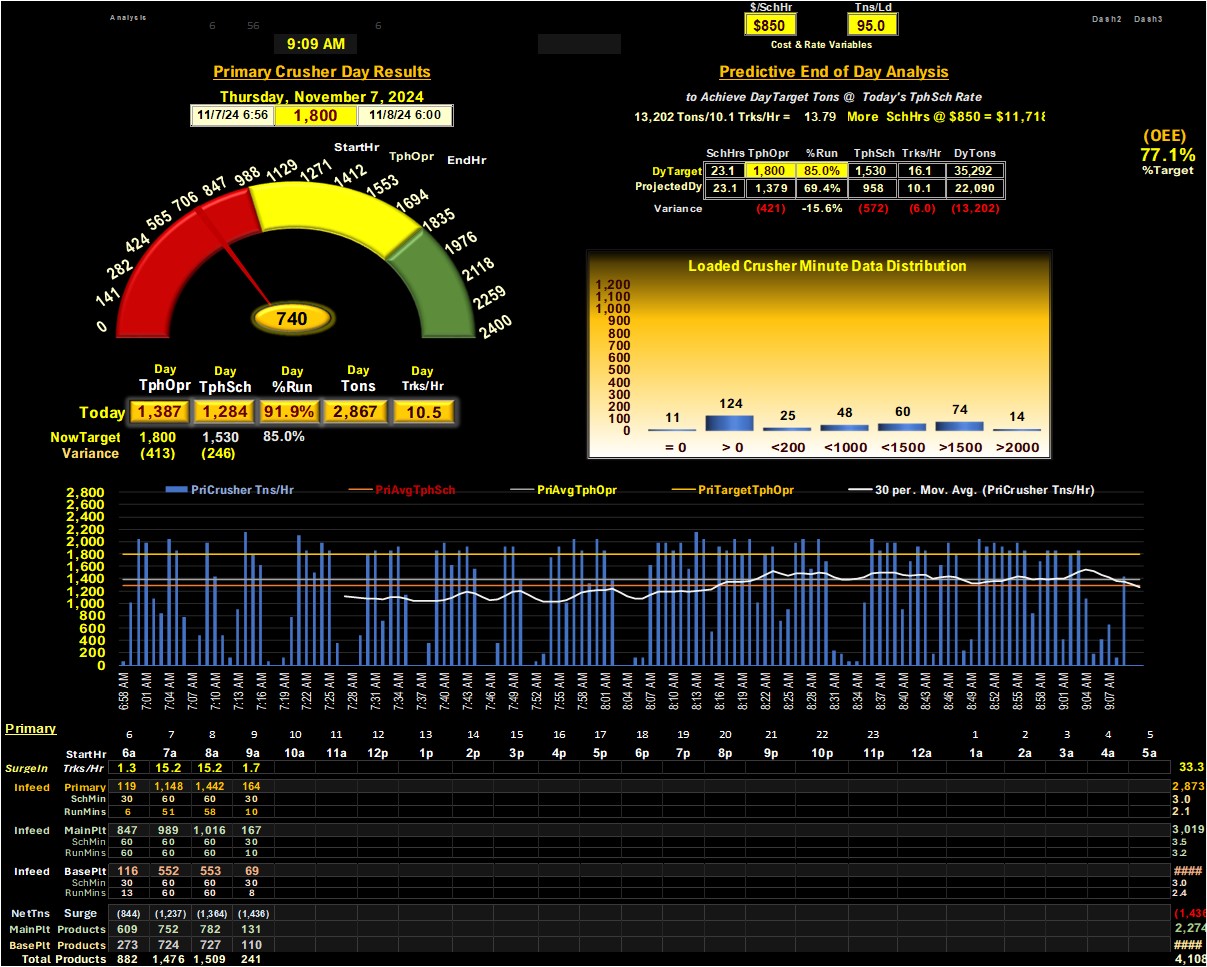 Analysis 6 56 6 $/SchHr Tns/Ld Dash2 Dash3
$850 95.0
9:09 AM
Cost & Rate Variables
Primary Crusher Day Results
Predictive End of Day Analysis
Thursday, November 7, 2024
to Achieve DayTarget Tons @ Today's TphSch Rate
11/7/24 6:56 1,800 11/8/24 6:00
13,202 Tons/10.1 Trks/Hr = 13.79 More SchHrs @ $850 = $11,718
(OEE)
77.1%
%Target
StartHr TphOpr EndHr
SchHrs TphOpr %Run TphSch Trks/Hr DyTons
DyTarget 23.1 1,800 85.0% 1,530 16.1 35,292
ProjectedDy 23.1 1,379 69.4% 958 10.1 22,090
Variance (421) -15.6% (572) (6.0) (13,202)
0 141 282 424 565 706 847 988 1129 1271 1412 1553 1694 1835 1976 2118 2259 2400
740
Loaded Crusher Minute Data Distribution
1,200
1,100
1,000
900
800
700
600
500
400
300
200
100
0
11 124 25 48 60 74 14
= 0 > 0 <200 <1000 <1500 >1500 >2000
Day Day Day Day Day
TphOpr TphSch %Run Tons Trks/Hr
Today 1,387 1,284 91.9% 2,867 10.5
NowTarget 1,800 1,530 85.0%
Variance (413) (246)
PriCrusher Tns/Hr PriAvgTphSch PriAvgTphOpr PriTargetTphOpr 30 per. Mov. Avg. (PriCrusher Tns/Hr)
2,800
2,600
2,400
2,200
2,000
1,800
1,600
1,400
1,200
1,000
800
600
400
200
0
6:58 AM 7:01 AM 7:04 AM 7:07 AM 7:10 AM 7:13 AM 7:16 AM 7:19 AM 7:22 AM 7:25 AM 7:28 AM 7:31 AM 7:34 AM 7:37 AM 7:40 AM 7:43 AM 7:46 AM 7:49 AM 7:52 AM 7:55 AM 7:58 AM 8:01 AM 8:04 AM 8:07 AM 8:10 AM 8:13 AM 8:16 AM 8:19 AM 8:22 AM 8:25 AM 8:28 AM 8:31 AM 8:34 AM 8:37 AM 8:40 AM 8:43 AM 8:46 AM 8:49 AM 8:52 AM 8:55 AM 8:58 AM 9:01 AM 9:04 AM 9:07 AM
Primary
6 7 8 9 10 11 12 13 14 15 16 17 18 19 20 21 22 23 1 2 3 4 5
StartHr 6a 7a 8a 9a 10a 11a 12p 1p 2p 3p 4p 5p 6p 7p 8p 9p 10p 11p 12a 1a 2a 3a 4a 5a
SurgeIn Trks/Hr 1.3 15.2 15.2 1.7 33.3
Infeed Primary 119 1,148 1,442 164 2,873
SchMin 30 60 60 30 3.0
RunMins 6 51 58 10 2.1
Infeed MainPlt 847 989 1,016 167 3,019
SchMin 60 60 60 30 3.5
RunMins 60 60 60 10 3.2
Infeed BasePlt 116 552 553 69 ####
SchMin 30 60 60 30 3.0
RunMins 13 60 60 8 2.4
NetTns Surge (844) (1,237) (1,364) (1,436) (1,436
MainPlt Products 609 752 782 131 2,274
BasePlt Products 273 724 727 110 ####
Total Products 882 1,476 1,509 241 4,108